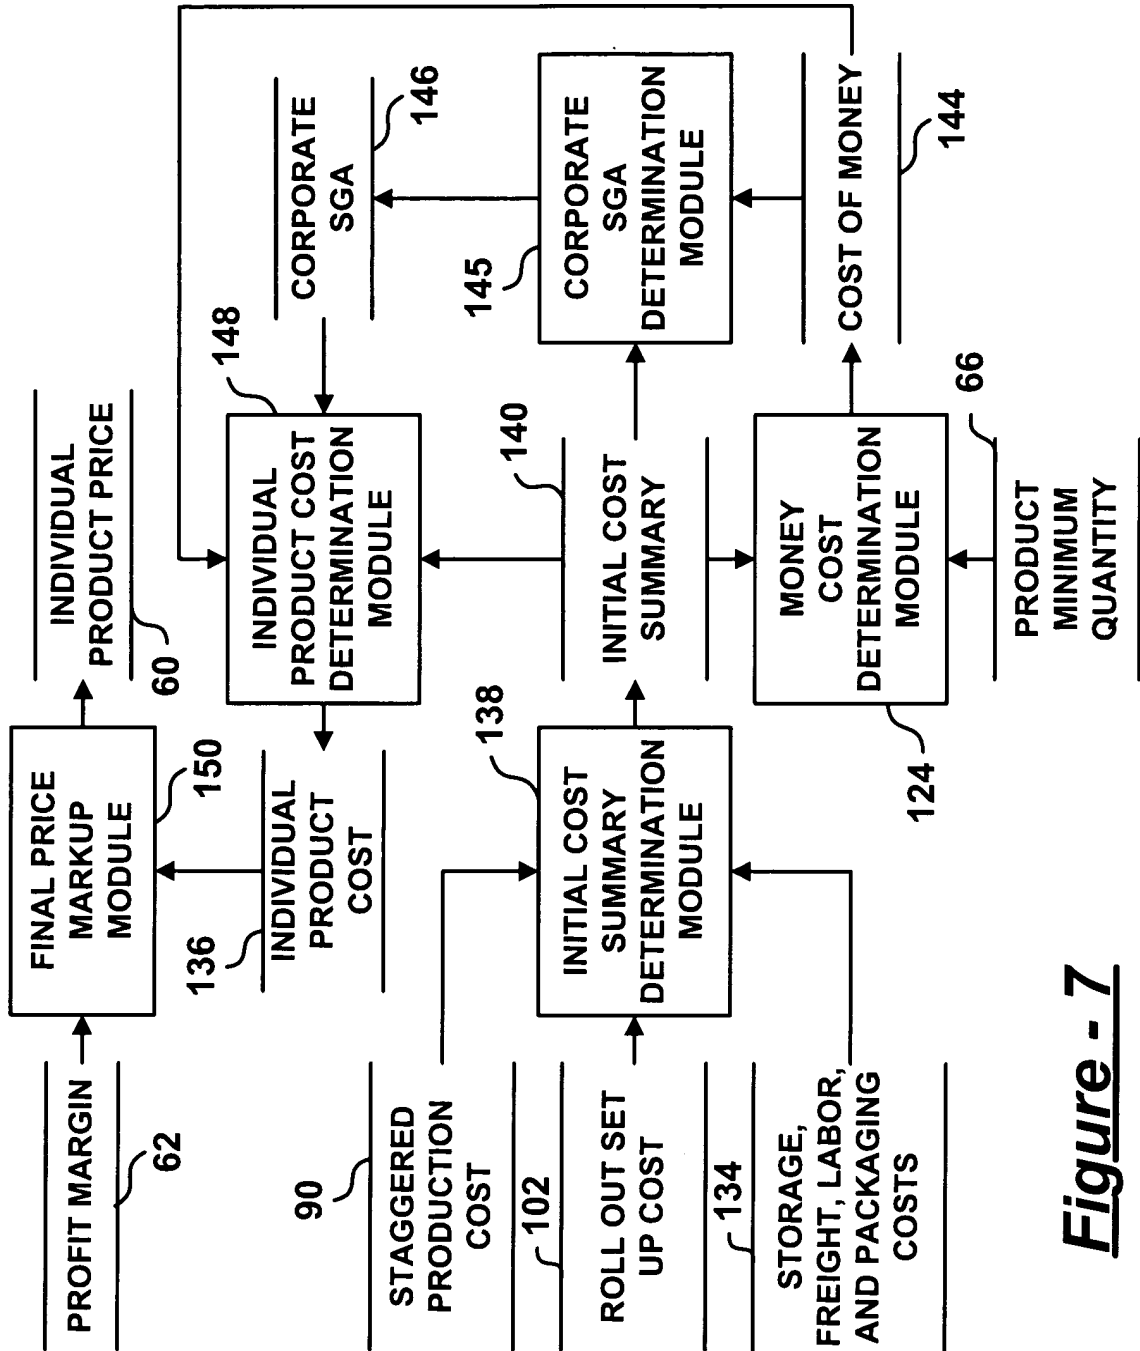 PROFIT MARGIN
62
FINAL PRICE
MARKUP
MODULE
150
INDIVIDUAL
PRODUCT PRICE
60
136
INDIVIDUAL
PRODUCT
COST
148
INDIVIDUAL
PRODUCT COST
DETERMINATION
MODULE
CORPORATE
SGA
146
90
STAGGERED
PRODUCTION
COST
102
ROLL OUT SET
UP COST
134
STORAGE,
FREIGHT, LABOR,
AND PACKAGING
COSTS
138
INITIAL COST
SUMMARY
DETERMINATION
MODULE
140
INITIAL COST
SUMMARY
145
CORPORATE
SGA
DETERMINATION
MODULE
124
MONEY
COST
DETERMINATION
MODULE
COST OF MONEY
144
66
PRODUCT
MINIMUM
QUANTITY
Figure - 7